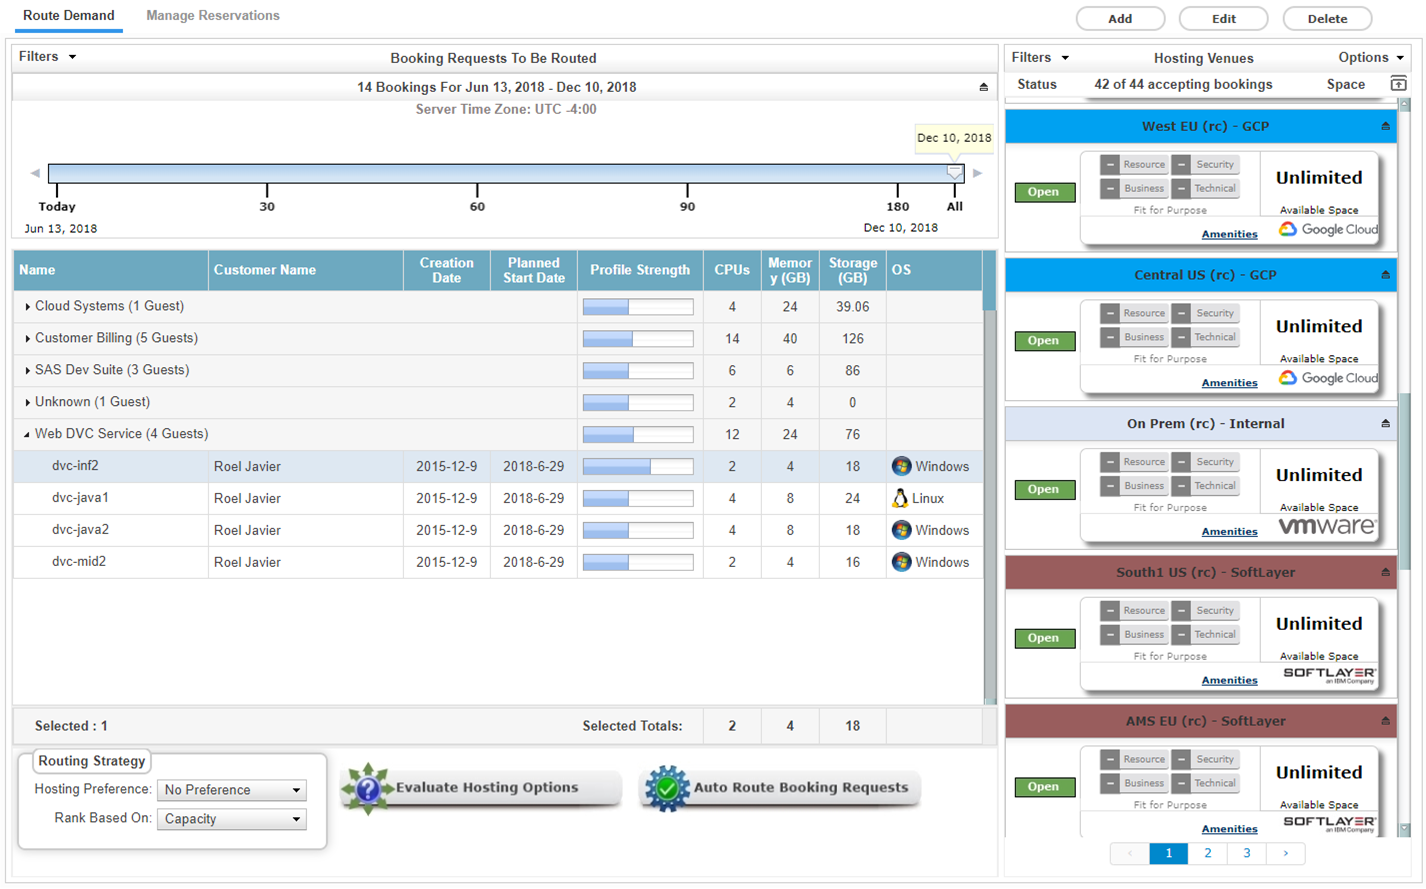 Route Demand Manage Reservations Add Edit Delete
Filters Booking Requests To Be Routed
14 Bookings For Jun 13, 2018 - Dec 10, 2018
Server Time Zone: UTC -4:00
Dec 10, 2018
Today 30 60 90 180 All
Jun 13, 2018 Dec 10, 2018
Name Customer Name Creation Date Planned Start Date Profile Strength CPUs Memor y (GB) Storage (GB) OS
Cloud Systems (1 Guest) 4 24 39.06
Customer Billing (5 Guests) 14 40 126
SAS Dev Suite (3 Guests) 6 6 86
Unknown (1 Guest) 2 4 0
Web DVC Service (4 Guests) 12 24 76
dvc-inf2 Roel Javier 2015-12-9 2018-6-29 2 4 18 Windows
dvc-java1 Roel Javier 2015-12-9 2018-6-29 4 8 24 Linux
dvc-java2 Roel Javier 2015-12-9 2018-6-29 4 8 18 Windows
dvc-mid2 Roel Javier 2015-12-9 2018-6-29 2 4 16 Windows
Selected : 1 Selected Totals: 2 4 18
Routing Strategy
Hosting Preference: No Preference
Rank Based On: Capacity
Evaluate Hosting Options Auto Route Booking Requests
Filters Hosting Venues Options
Status 42 of 44 accepting bookings Space
West EU (rc) - GCP
Resource Security
Unlimited
Open
Business Technical
Fit for Purpose Available Space
Amenities Google Cloud
Central US (rc) - GCP
Resource Security
Unlimited
Open
Business Technical
Fit for Purpose Available Space
Amenities Google Cloud
On Prem (rc) - Internal
Resource Security
Unlimited
Open
Business Technical
Fit for Purpose Available Space
Amenities vmware®
South1 US (rc) - SoftLayer
Resource Security
Unlimited
Open
Business Technical
Fit for Purpose Available Space
Amenities SOFTLAYER®
an IBM Company
AMS EU (rc) - SoftLayer
Resource Security
Unlimited
Open
Business Technical
Fit for Purpose Available Space
Amenities SOFTLAYER®
an IBM Company
‹ 1 2 3 ›